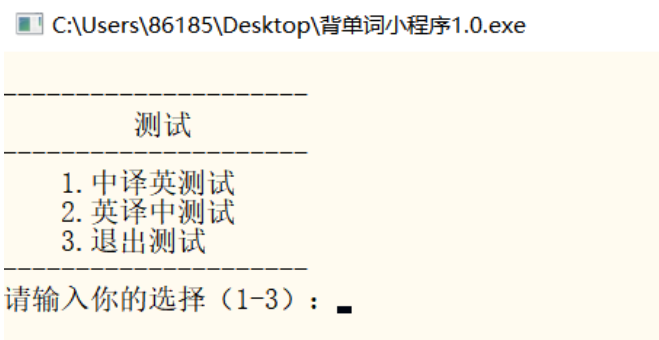 C:\Users\86185\Desktop\背单词小程序1.0.exe
---------------------
测试
---------------------
1.中译英测试
2.英译中测试
3.退出测试
---------------------
请输入你的选择（1-3）：